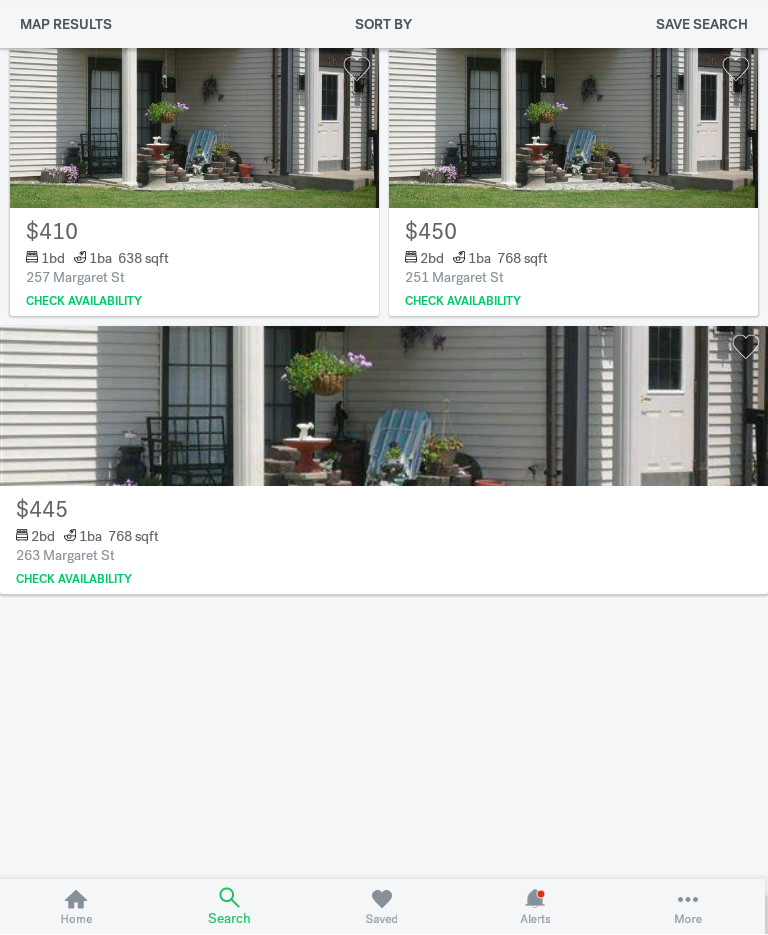 MAP RESULTS
SORT BY
SAVE SEARCH
$410
1bd 1ba 638 sqft
257 Margaret St
CHECK AVAILABILITY
$450
2bd 1ba 768 sqft
251 Margaret St
CHECK AVAILABILITY
$445
2bd 1ba 768 sqft
263 Margaret St
CHECK AVAILABILITY
Home
Search
Saved
Alerts
More